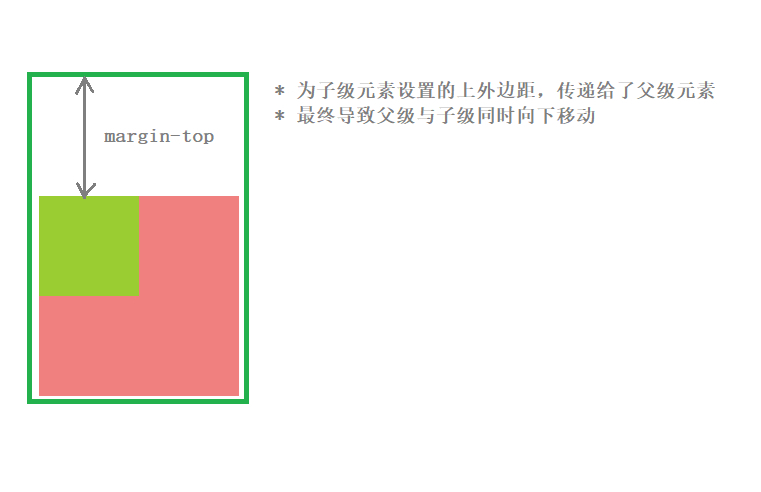 * 为子级元素设置的上外边距，传递给了父级元素
* 最终导致父级与子级同时向下移动
margin-top